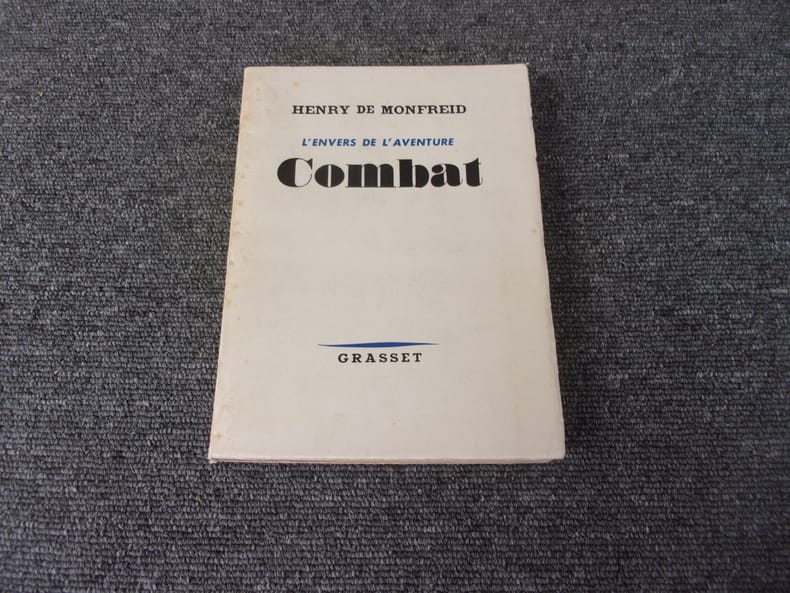 HENRY DE MONFREID
L'ENVERS DE L'AVENTURE
Combat
GRASSET